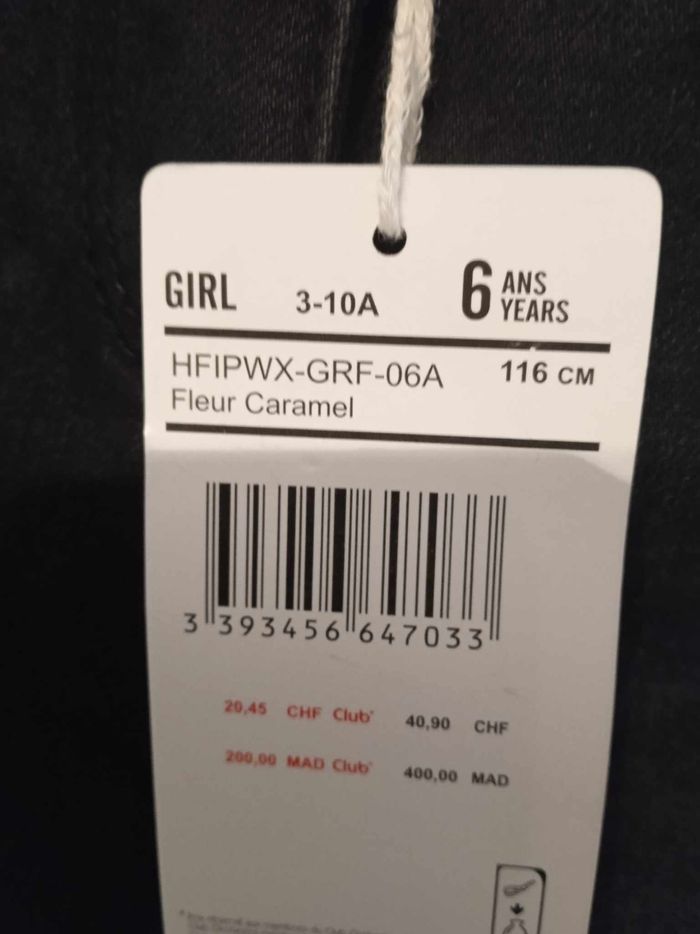 GIRL 3-10A 6 ANS YEARS
HFIPWX-GRF-06A 116 CM
Fleur Caramel
3 393456 647033
20,45 CHF Club* 40,90 CHF
200,00 MAD Club* 400,00 MAD